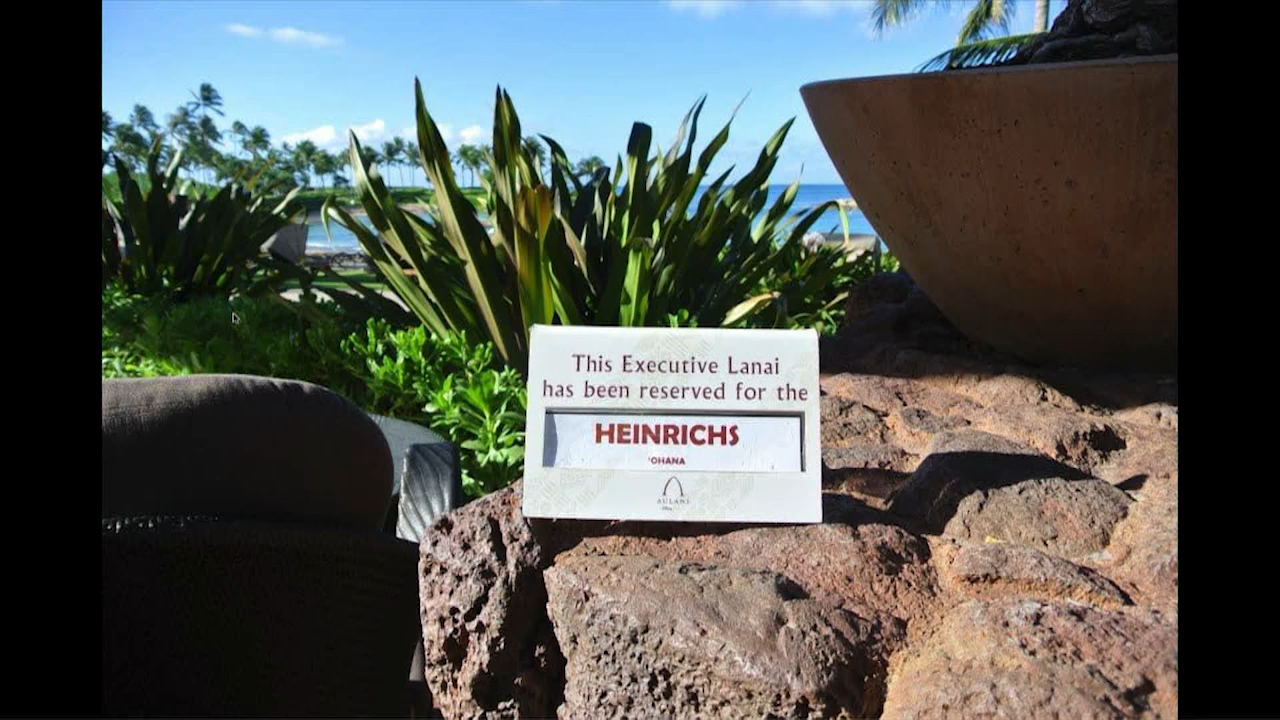 This Executive Lanai
has been reserved for the
HEINRICHS
'OHANA
AULANI